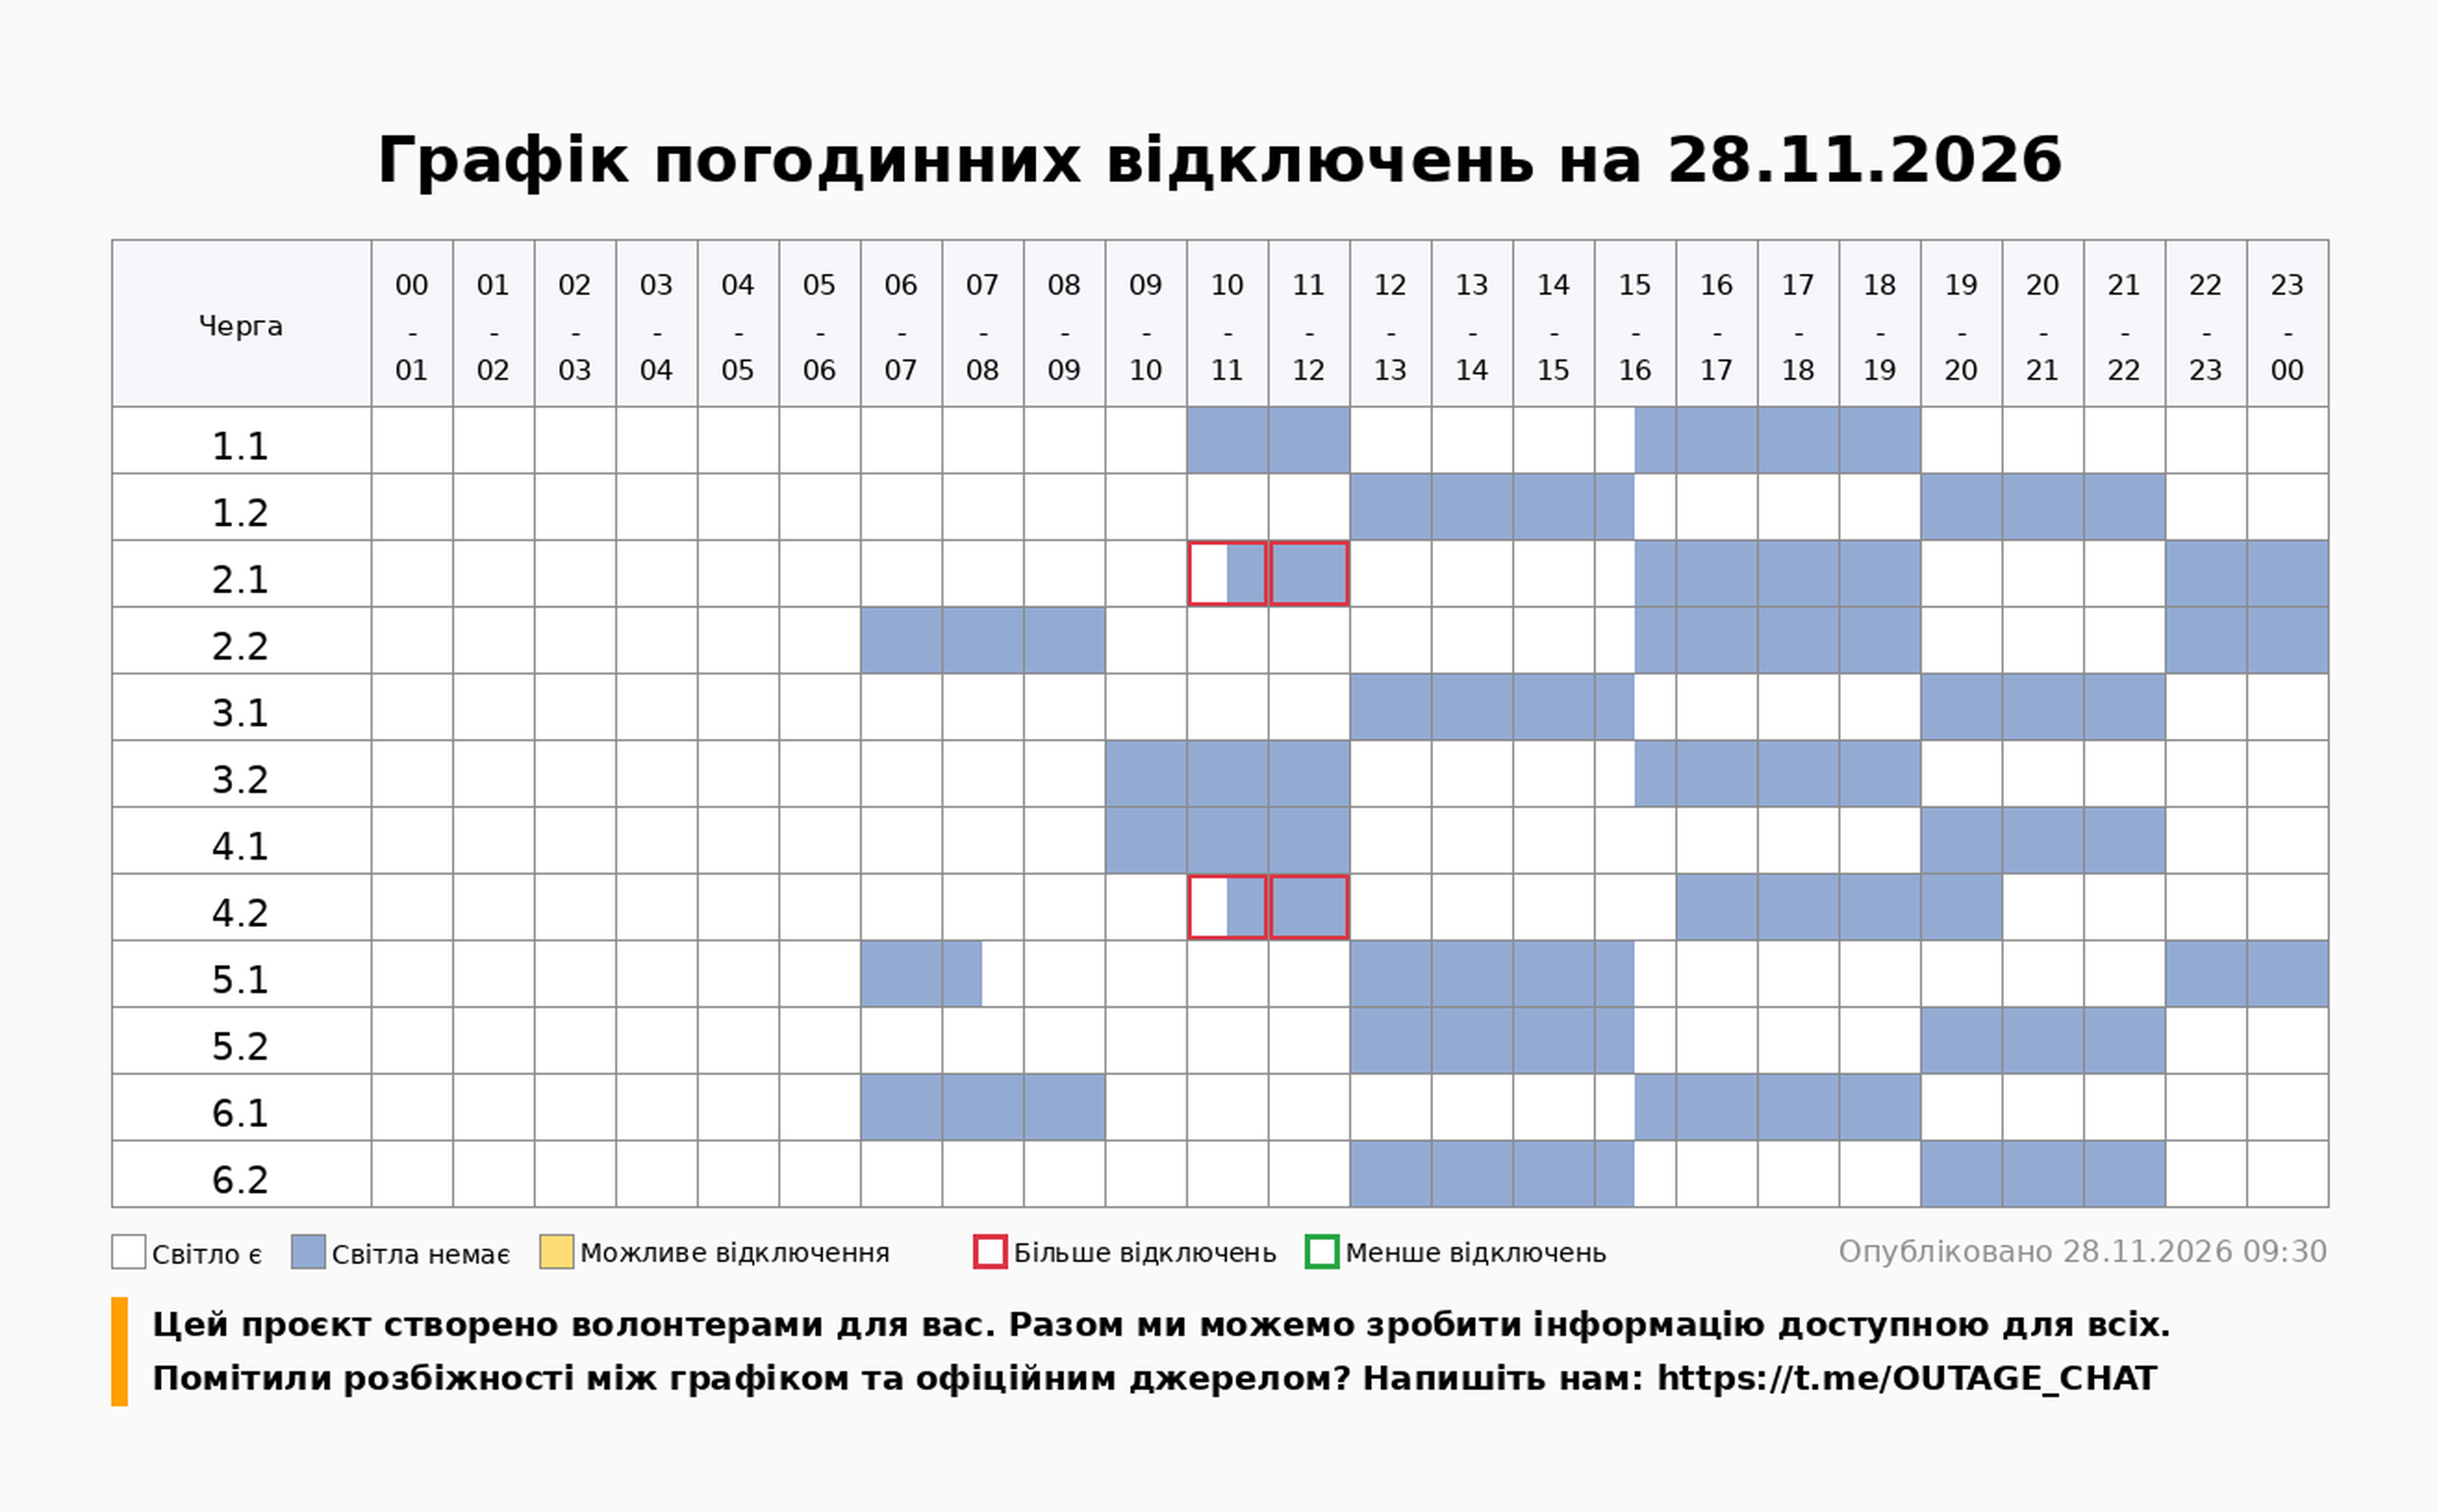 Графік погодинних відключень на 28.11.2026
Черга 00 - 01 01 - 02 02 - 03 03 - 04 04 - 05 05 - 06 06 - 07 07 - 08 08 - 09 09 - 10 10 - 11 11 - 12 12 - 13 13 - 14 14 - 15 15 - 16 16 - 17 17 - 18 18 - 19 19 - 20 20 - 21 21 - 22 22 - 23 23 - 00
1.1
1.2
2.1
2.2
3.1
3.2
4.1
4.2
5.1
5.2
6.1
6.2
Світло є Світла немає Можливе відключення Більше відключень Менше відключень Опубліковано 28.11.2026 09:30
Цей проєкт створено волонтерами для вас. Разом ми можемо зробити інформацію доступною для всіх.
Помітили розбіжності між графіком та офіційним джерелом? Напишіть нам: https://t.me/OUTAGE_CHAT